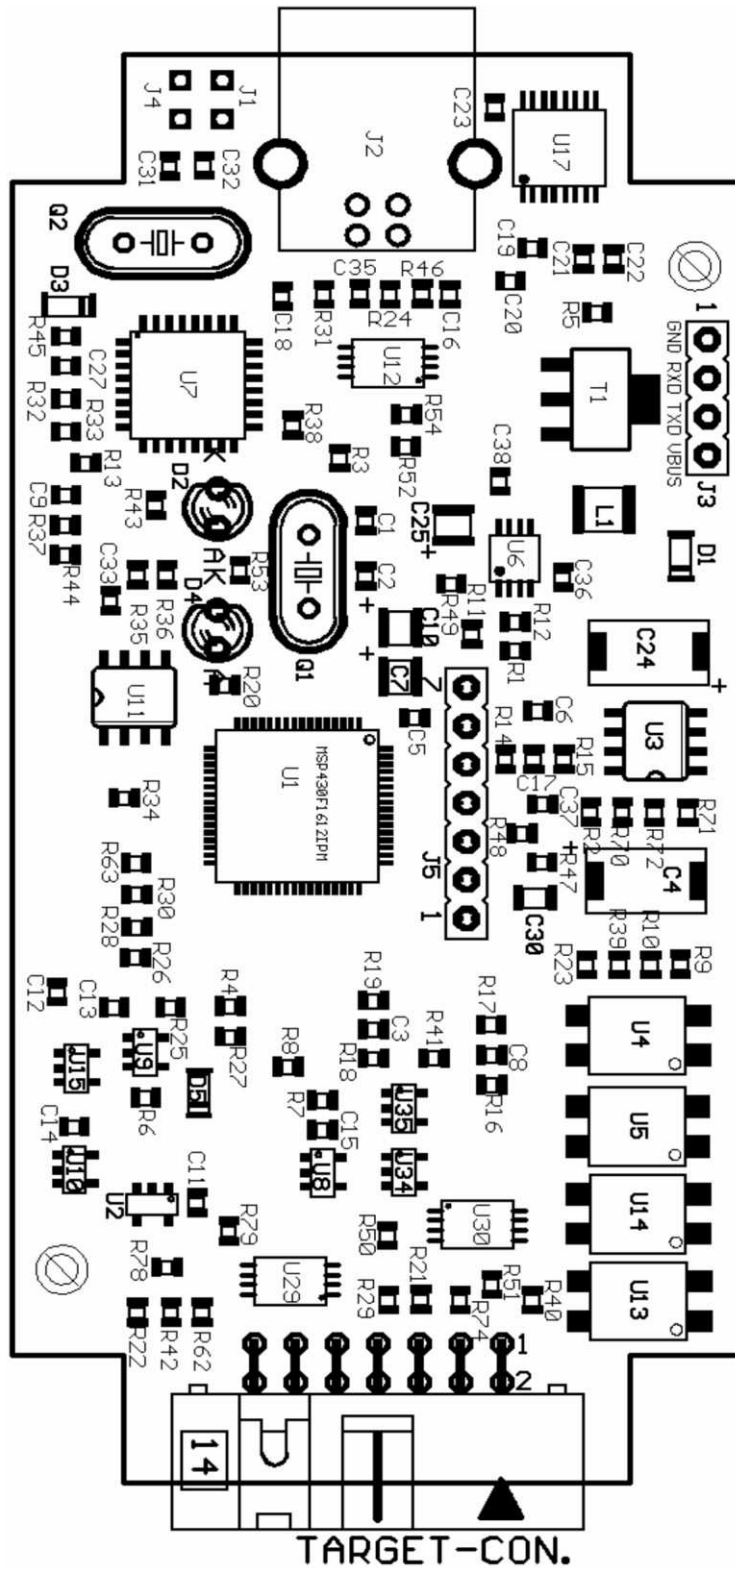 J4
J1
J2
C23
U17
C31
C32
Q2
C19
C21
C22
D3
C35
R46
C20
C18
R31
R24
C16
R5
1
GND RXD TXD VBUS
J3
R45
C27
R32
R33
U7
U12
T1
R38
R54
R3
R52
C38
R13
D2
K
C9
R43
R37
C1
C25+
L1
U6
D1
R44
A
K
R53
C33
R35
R36
D4
C2
R49
R11
C36
+
C10
R12
+
C7
R1
C24
+
Q1
U11
A
R20
7
C5
C6
U3
R14
R15
C17
U1
MSP430F1612IPM
R34
C37
R2
R70
R72
R71
R48
R63
J5
R47
+
C4
R30
1
C30
R28
R26
R23
R39
R10
R9
C12
C13
R25
R4
R19
R17
R27
C3
R41
C8
U4
U15
U9
R8
R18
R16
R6
D5
R7
U35
C14
C15
U5
U10
U8
U34
U2
C11
R79
U30
U14
R50
R78
U29
R51
U13
R22
R42
R62
R29
R21
R74
R40
1
2
14
TARGET-CON.